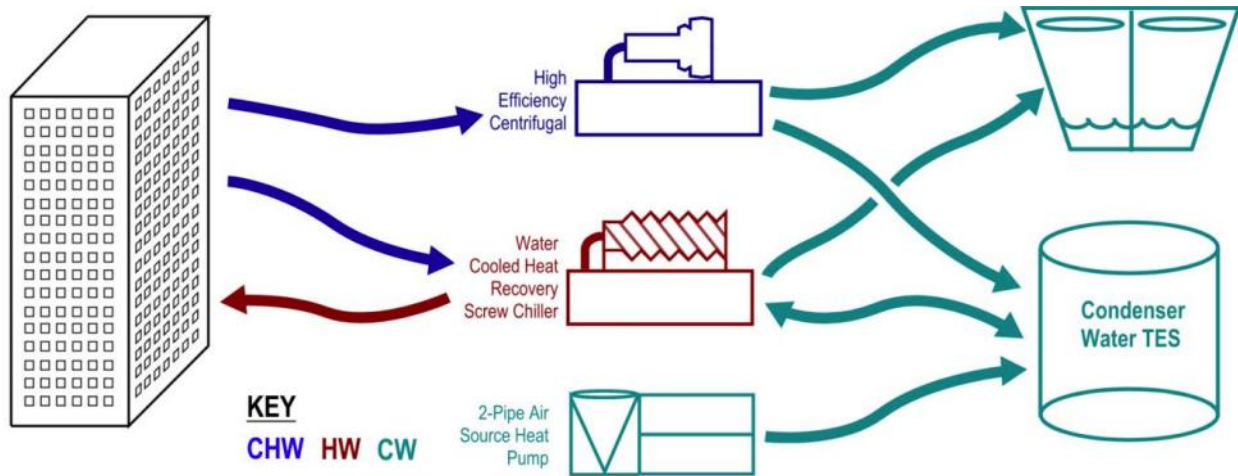 High
Efficiency
Centrifugal
Water
Cooled Heat
Recovery
Screw Chiller
Condenser
Water TES
2-Pipe Air
Source Heat
Pump
KEY
CHW HW CW